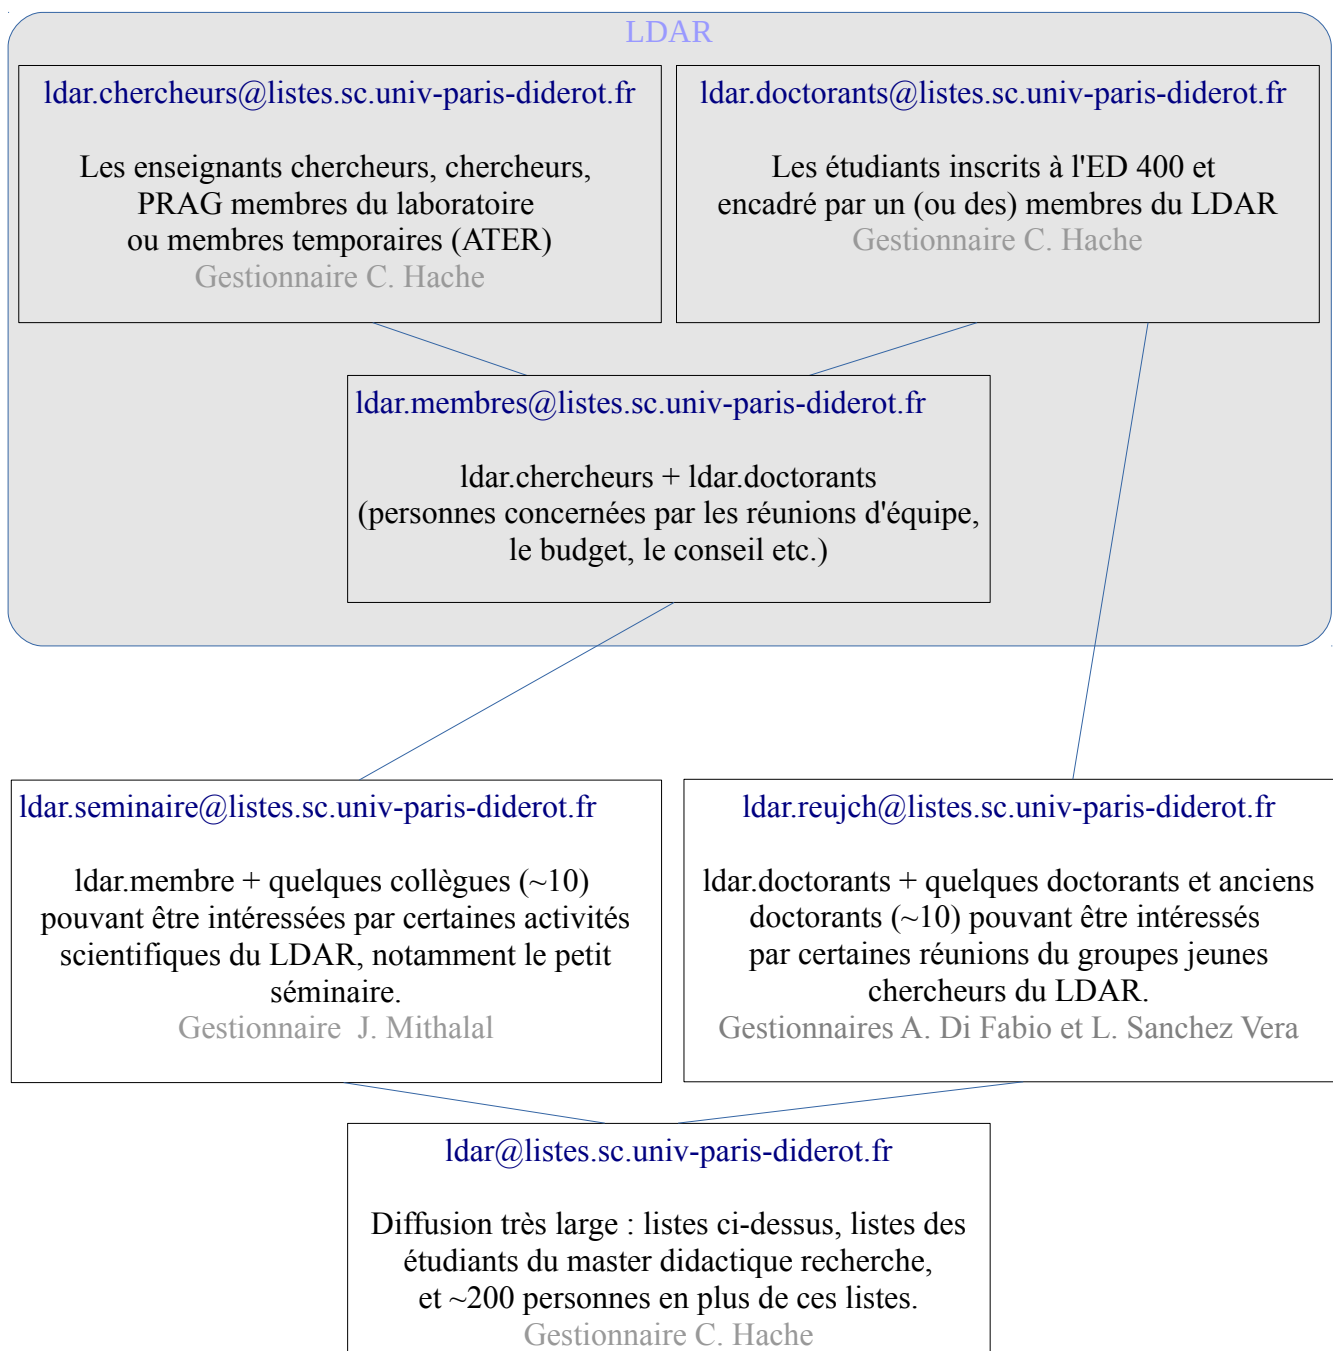 LDAR
ldar.chercheurs@listes.sc.univ-paris-diderot.fr
Les enseignants chercheurs, chercheurs,
PRAG membres du laboratoire
ou membres temporaires (ATER)
Gestionnaire C. Hache
ldar.doctorants@listes.sc.univ-paris-diderot.fr
Les étudiants inscrits à l'ED 400 et
encadré par un (ou des) membres du LDAR
Gestionnaire C. Hache
ldar.membres@listes.sc.univ-paris-diderot.fr
ldar.chercheurs + ldar.doctorants
(personnes concernées par les réunions d'équipe,
le budget, le conseil etc.)
ldar.seminaire@listes.sc.univ-paris-diderot.fr
ldar.membre + quelques collègues (~10)
pouvant être intéressées par certaines activités
scientifiques du LDAR, notamment le petit
séminaire.
Gestionnaire J. Mithalal
ldar.reujch@listes.sc.univ-paris-diderot.fr
ldar.doctorants + quelques doctorants et anciens
doctorants (~10) pouvant être intéressés
par certaines réunions du groupes jeunes
chercheurs du LDAR.
Gestionnaires A. Di Fabio et L. Sanchez Vera
ldar@listes.sc.univ-paris-diderot.fr
Diffusion très large : listes ci-dessus, listes des
étudiants du master didactique recherche,
et ~200 personnes en plus de ces listes.
Gestionnaire C. Hache